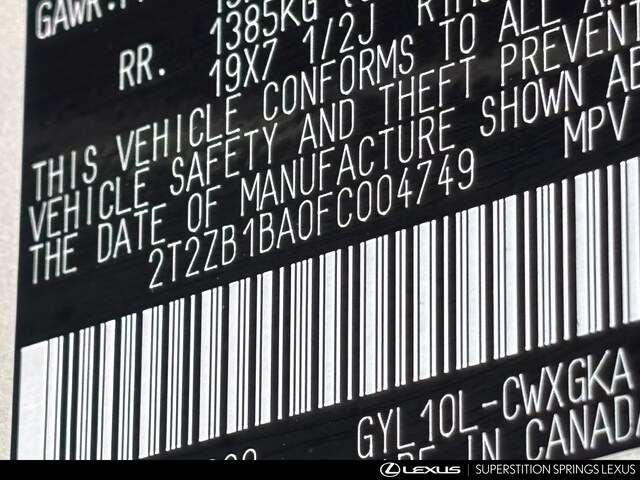 GAWR:
1385KG
RR. 19X7 1/2J
THIS VEHICLE CONFORMS TO ALL
VEHICLE SAFETY AND THEFT PREVENT
THE DATE OF MANUFACTURE SHOWN AB
2T2ZB1BA0FC004749 MPV
GYL10L-CWXGKA
IN CANADA
LEXUS | SUPERSTITION SPRINGS LEXUS